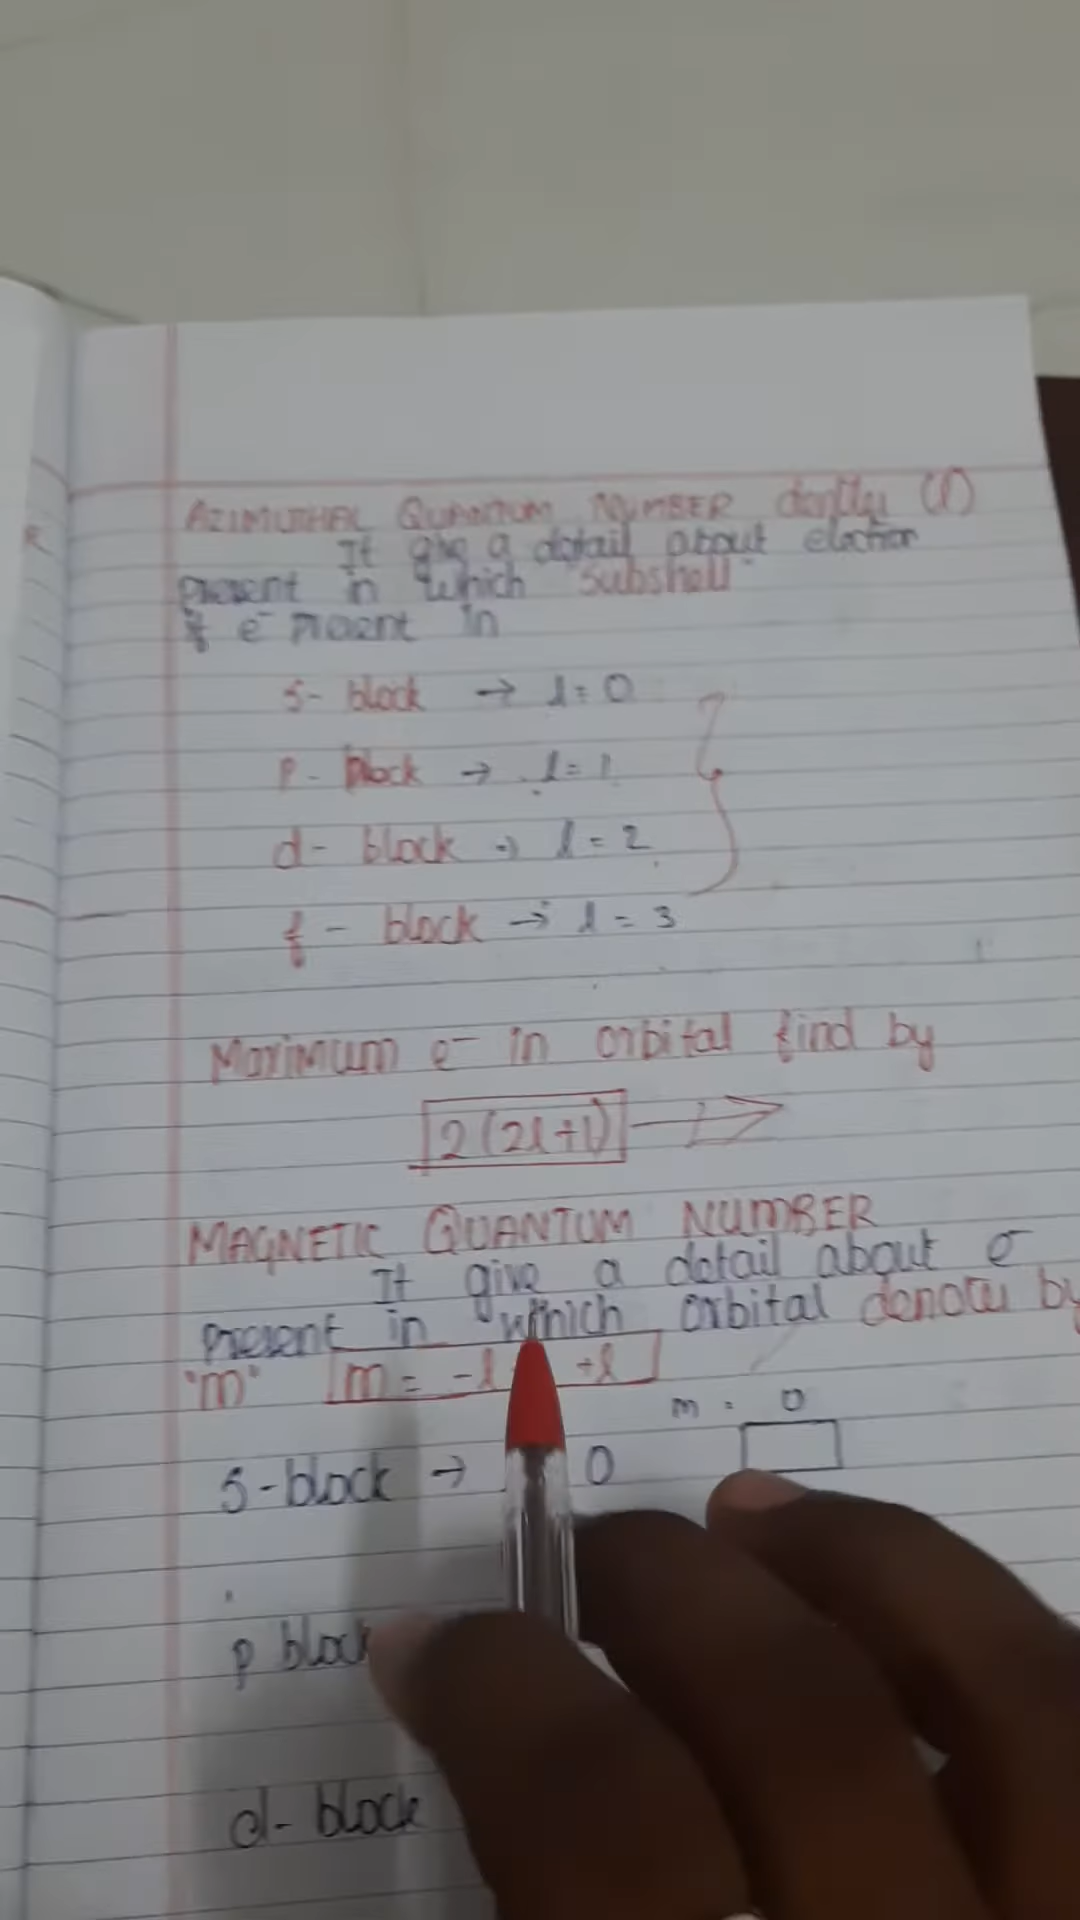 AZIMUTHAL QUANTUM NUMBER (l)
It give a detail about electron
present in which "Subshell"
if e⁻ present in
S- block → l = 0
P- block → l = 1
d- block → l = 2
f - block → l = 3
Maximum e⁻ in orbital find by
2(2l+1)
MAGNETIC QUANTUM NUMBER
It give a detail about e⁻
present in which orbital denote by
"m" m = -l +l
m = 0
S-block → 0
p block
d- block